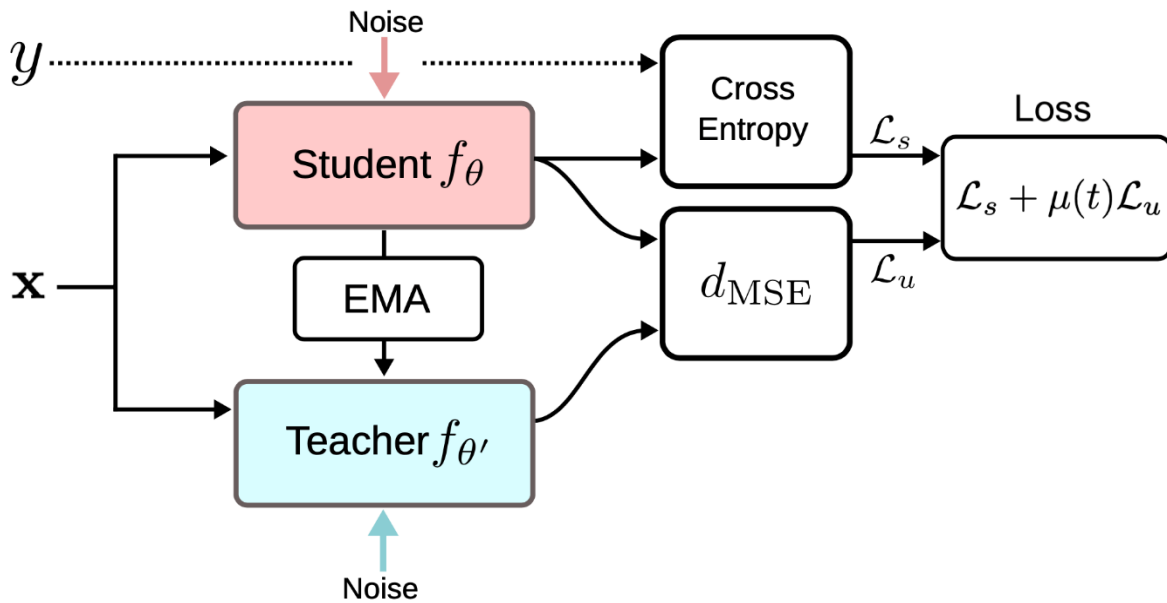 Noise
y
Cross
Entropy
Loss
Student f_θ
ℒ_s
ℒ_s + μ(t)ℒ_u
x
EMA
d_MSE
ℒ_u
Teacher f_θ′
Noise